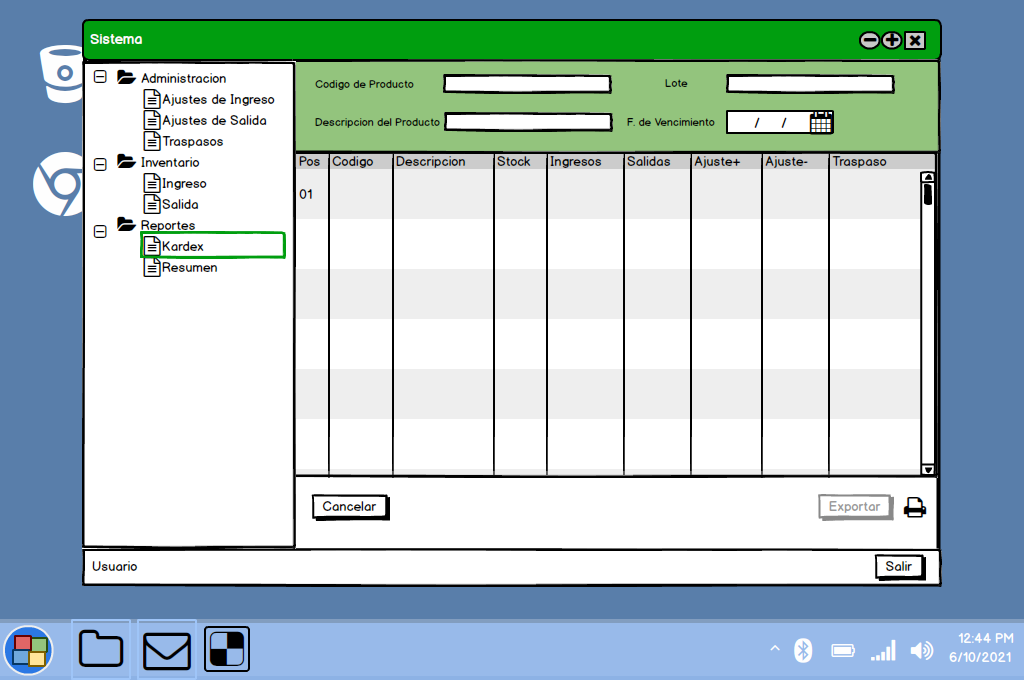 Sistema
Administracion
Ajustes de Ingreso
Ajustes de Salida
Traspasos
Inventario
Ingreso
Salida
Reportes
Kardex
Resumen
Codigo de Producto Lote
Descripcion del Producto F. de Vencimiento / /
Pos Codigo Descripcion Stock Ingresos Salidas Ajuste+ Ajuste- Traspaso
01
Cancelar Exportar
Usuario Salir
12:44 PM
6/10/2021